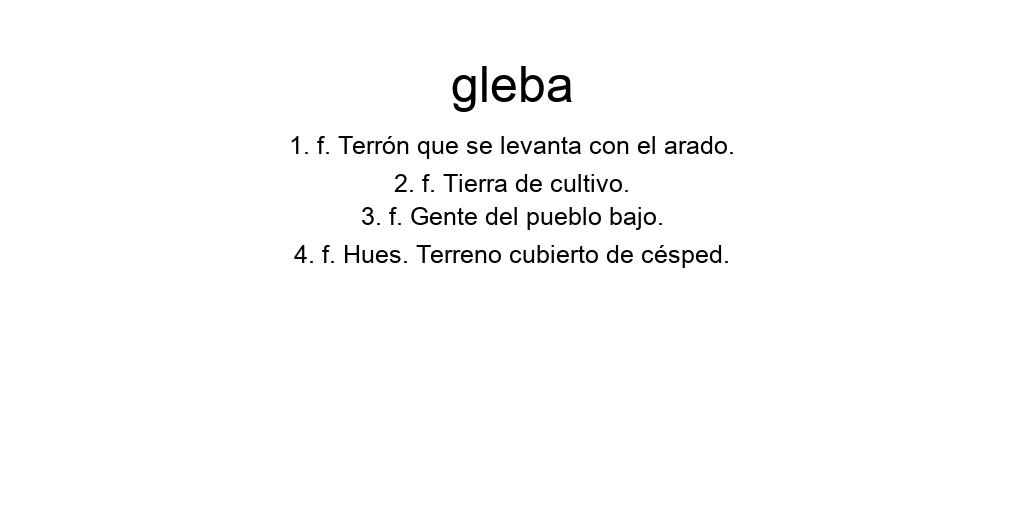 gleba
1. f. Terrón que se levanta con el arado.
2. f. Tierra de cultivo.
3. f. Gente del pueblo bajo.
4. f. Hues. Terreno cubierto de césped.